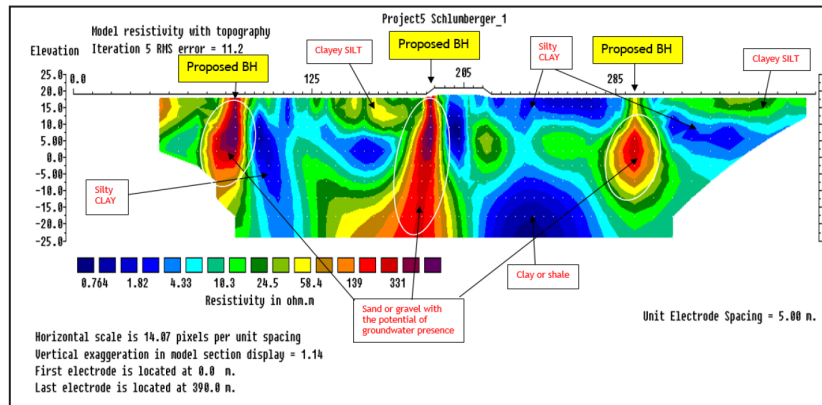 Model resistivity with topography
Iteration 5 RMS error = 11.2
Project5 Schlumberger_1
Elevation
Proposed BH
Clayey SILT
Proposed BH
Silty
CLAY
Proposed BH
Clayey SILT
25.0
20.0
15.0
10.0
5.0
0.0
-5.0
-10.0
-15.0
-20.0
-25.0
0.0
125
205
285
Silty
CLAY
Clay or shale
Sand or gravel with
the potential of
groundwater presence
0.764 1.82 4.33 10.3 24.5 58.4 139 331
Resistivity in ohm.m
Unit Electrode Spacing = 5.00 m.
Horizontal scale is 14.07 pixels per unit spacing
Vertical exaggeration in model section display = 1.14
First electrode is located at 0.0 m.
Last electrode is located at 390.0 m.